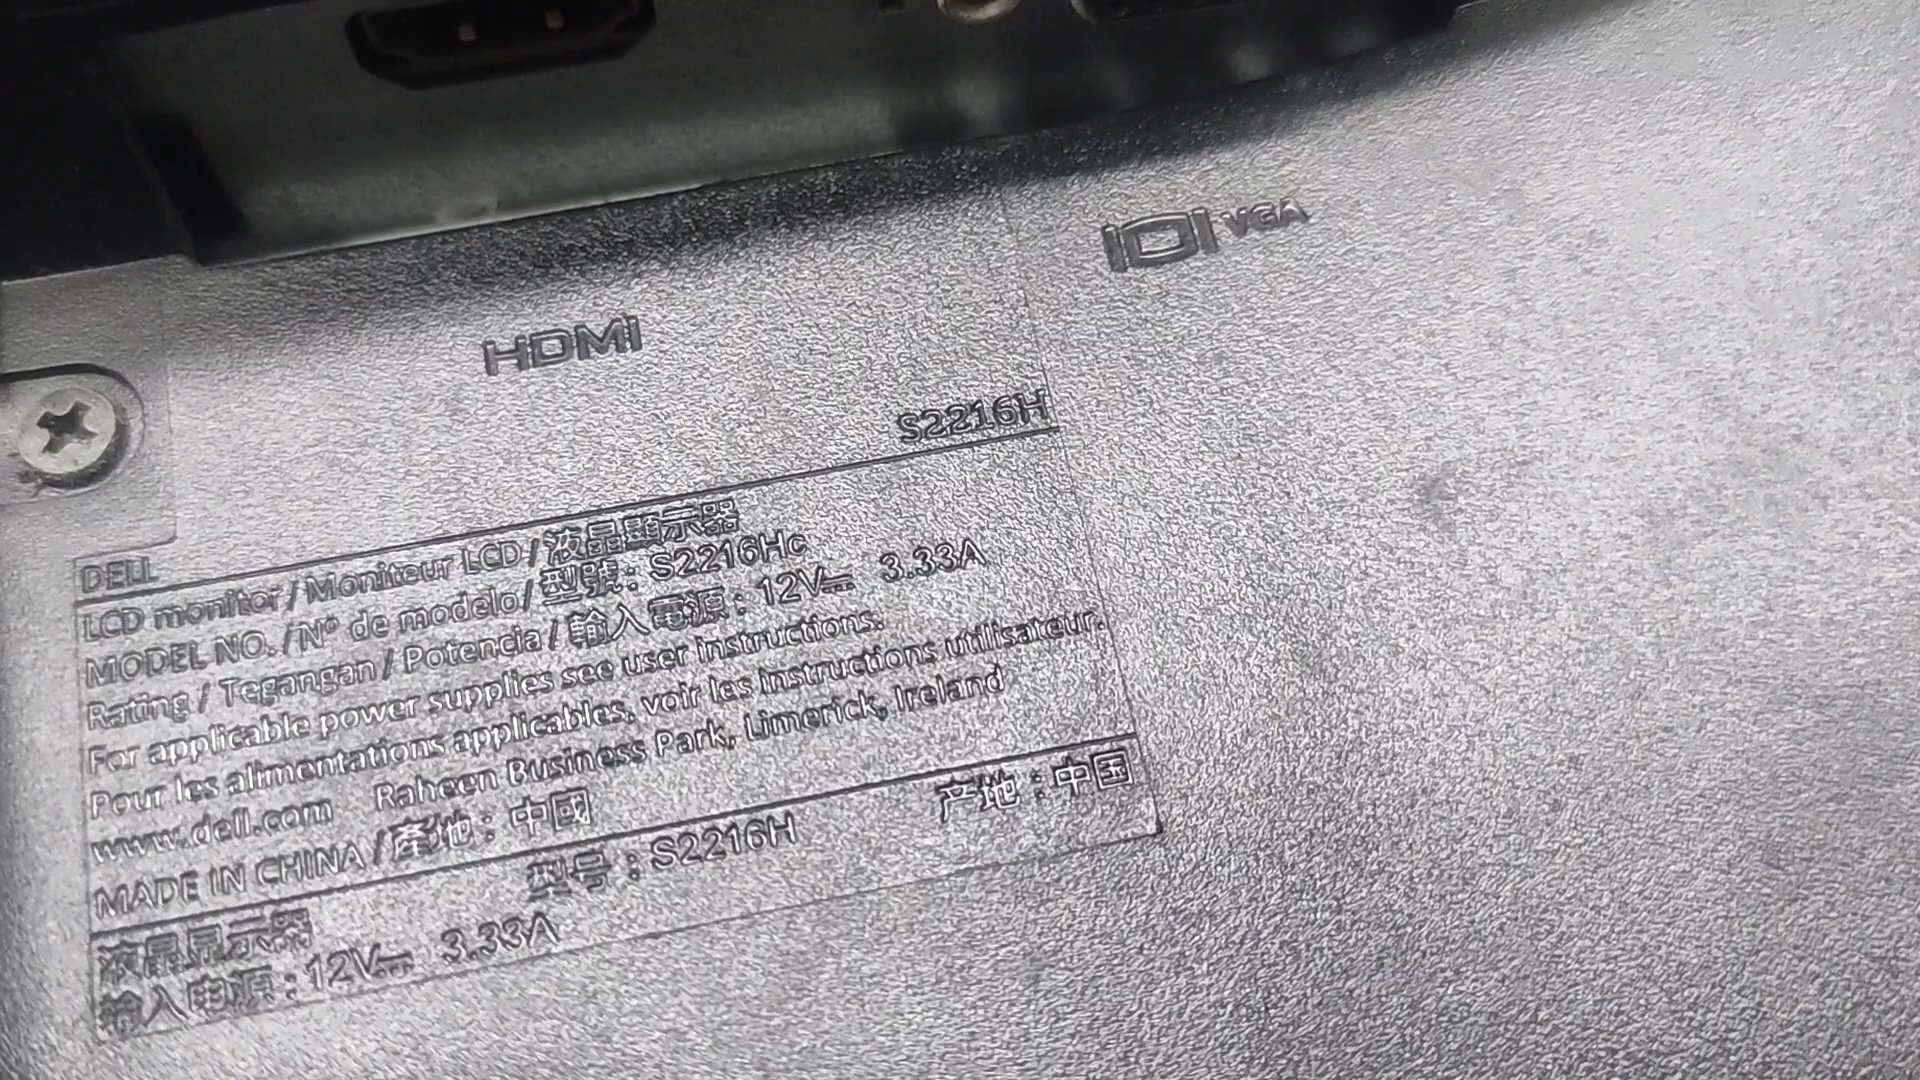 VGA
HDMI
S2216H
DELL
LCD monitor / Moniteur LCD / 液晶顯示器
MODEL NO. / N° de modelo / 型號 : S2216Hc
Rating / Tegangan / Potencia / 輸入電源 : 12V⎓ 3.33A
For applicable power supplies see user instructions.
Pour les alimentations applicables, voir les instructions utilisateur.
www.dell.com Raheen Business Park, Limerick, Ireland
MADE IN CHINA / 產地 : 中國
液晶显示器 型号 : S2216H 产地 : 中国
输入电源 : 12V⎓ 3.33A